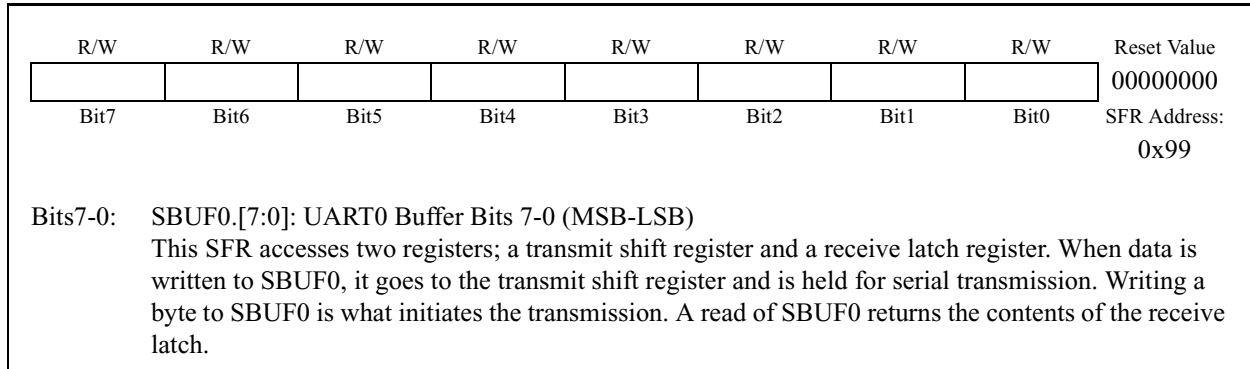 R/W R/W R/W R/W R/W R/W R/W R/W Reset Value
00000000
Bit7 Bit6 Bit5 Bit4 Bit3 Bit2 Bit1 Bit0 SFR Address:
0x99
Bits7-0: SBUF0.[7:0]: UART0 Buffer Bits 7-0 (MSB-LSB)
This SFR accesses two registers; a transmit shift register and a receive latch register. When data is
written to SBUF0, it goes to the transmit shift register and is held for serial transmission. Writing a
byte to SBUF0 is what initiates the transmission. A read of SBUF0 returns the contents of the receive
latch.